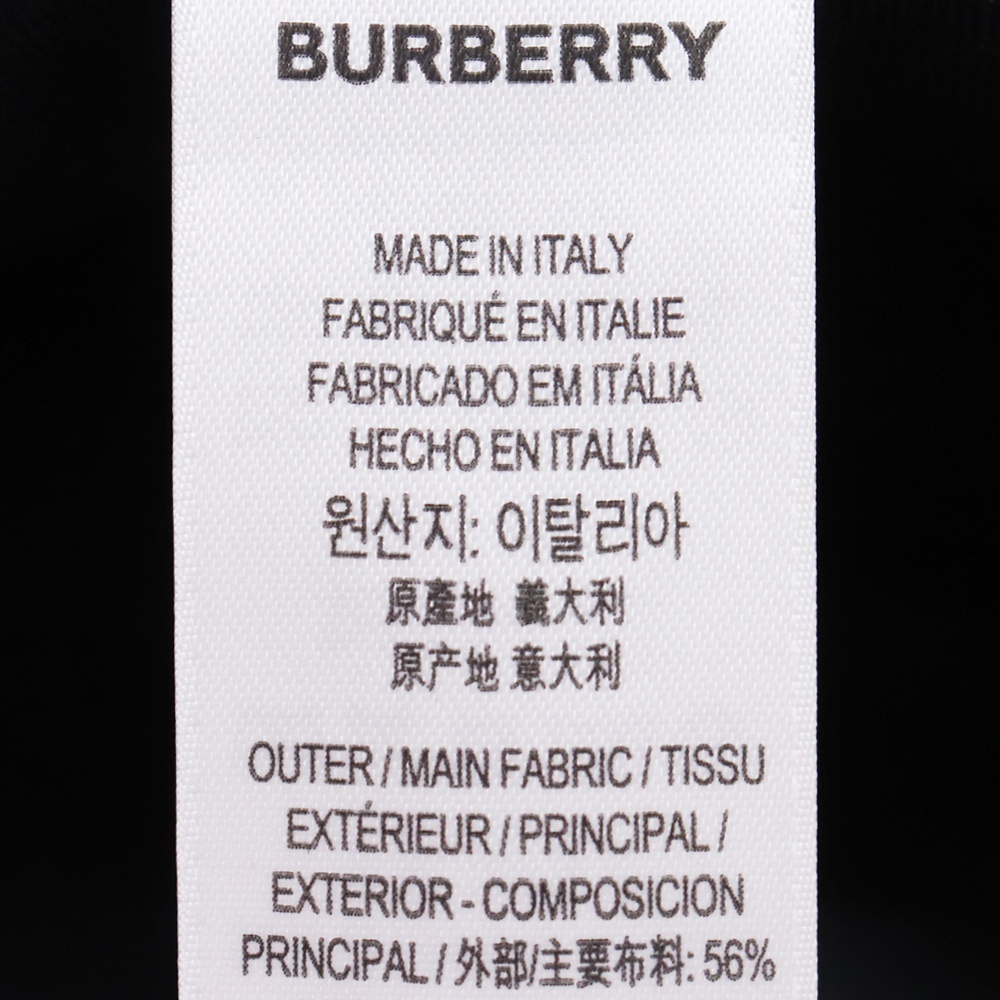 BURBERRY
MADE IN ITALY
FABRIQUÉ EN ITALIE
FABRICADO EM ITÁLIA
HECHO EN ITALIA
원산지: 이탈리아
原產地 義大利
原产地 意大利
OUTER / MAIN FABRIC / TISSU
EXTÉRIEUR / PRINCIPAL /
EXTERIOR - COMPOSICION
PRINCIPAL / 外部/主要布料: 56%